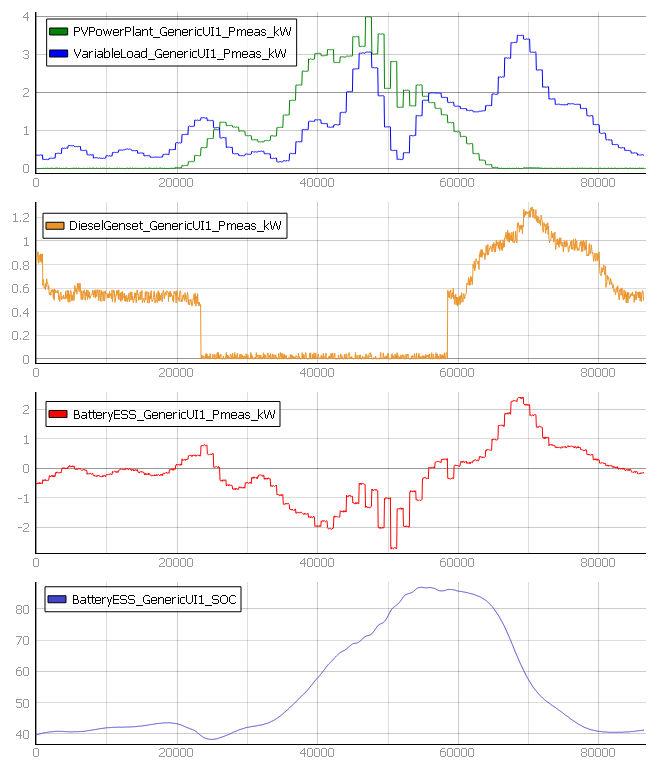 PVPowerPlant_GenericUI1_Pmeas_kW
VariableLoad_GenericUI1_Pmeas_kW
4
3
2
1
0
0 20000 40000 60000 80000
DieselGenset_GenericUI1_Pmeas_kW
1.2
1
0.8
0.6
0.4
0.2
0
0 20000 40000 60000 80000
BatteryESS_GenericUI1_Pmeas_kW
2
1
0
-1
-2
0 20000 40000 60000 80000
BatteryESS_GenericUI1_SOC
80
70
60
50
40
0 20000 40000 60000 80000